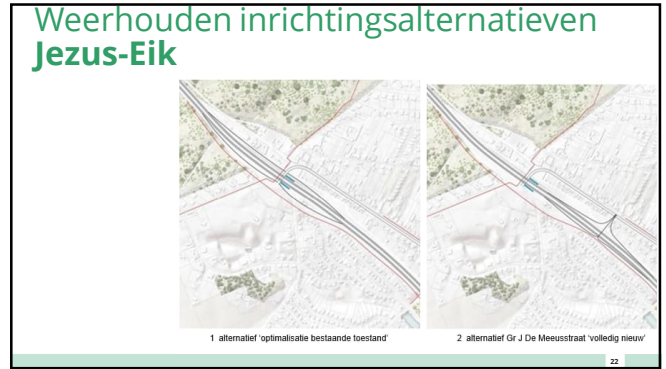 Weerhouden inrichtingsalternatieven
Jezus-Eik
1 alternatief 'optimalisatie bestaande toestand'
2 alternatief Gr J De Meeusstraat 'volledig nieuw'
22